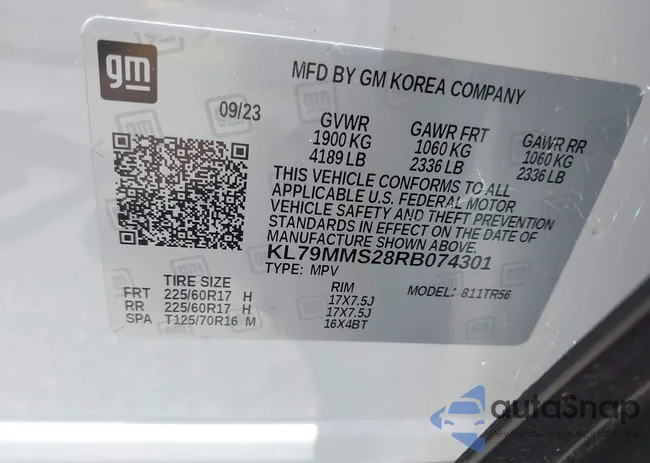 gm
MFD BY GM KOREA COMPANY
09/23
GVWR
1900 KG
4189 LB
GAWR FRT
1060 KG
2336 LB
GAWR RR
1060 KG
2336 LB
THIS VEHICLE CONFORMS TO ALL
APPLICABLE U.S. FEDERAL MOTOR
VEHICLE SAFETY AND THEFT PREVENTION
STANDARDS IN EFFECT ON THE DATE OF
MANUFACTURE SHOWN ABOVE.
KL79MMS28RB074301
TYPE: MPV
MODEL: 811TR56
TIRE SIZE
RIM
FRT 225/60R17 H 17X7.5J
RR 225/60R17 H 17X7.5J
SPA T125/70R16 M 16X4BT
autoSnap